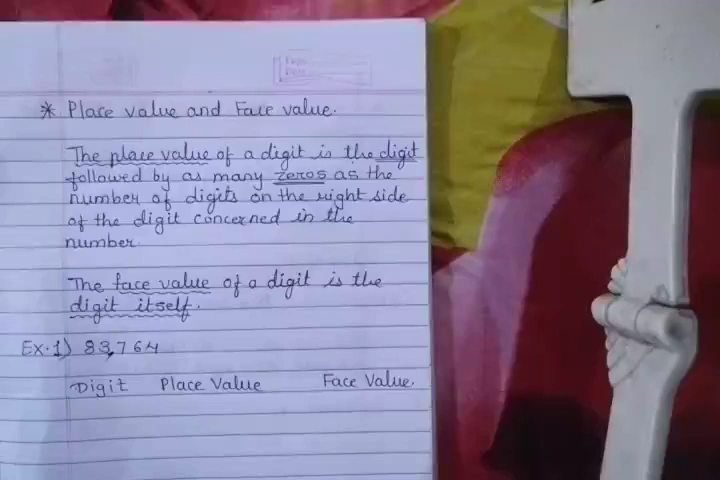 * Place value and Face value.
The place value of a digit is the digit
followed by as many zeros as the
number of digits on the right side
of the digit concerned in the
number
The face value of a digit is the
digit itself.
Ex.1) 83,764
Digit Place Value Face Value.